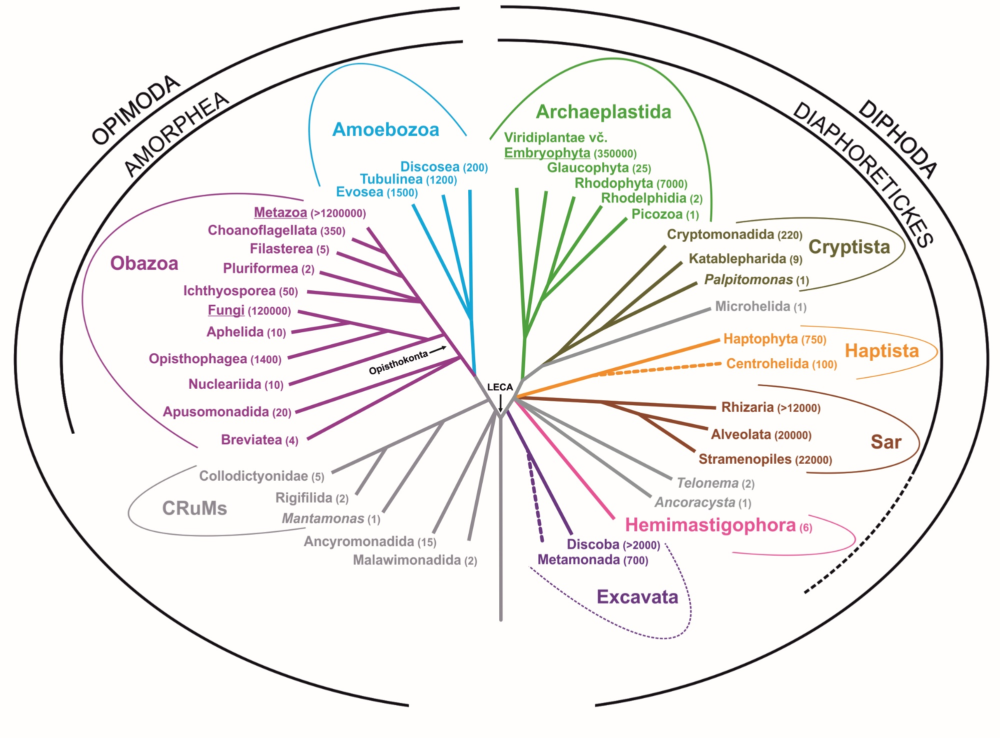 OPIMODA
AMORPHEA
DIPHODA
DIAPHORETICKES
Amoebozoa
Discosea (200)
Tubulinea (1200)
Evosea (1500)
Archaeplastida
Viridiplantae vč.
Embryophyta (350000)
Glaucophyta (25)
Rhodophyta (7000)
Rhodelphidia (2)
Picozoa (1)
Obazoa
Metazoa (>1200000)
Choanoflagellata (350)
Filasterea (5)
Pluriformea (2)
Ichthyosporea (50)
Fungi (120000)
Aphelida (10)
Opisthophagea (1400)
Nucleariida (10)
Apusomonadida (20)
Breviatea (4)
Opisthokonta
LECA
Cryptista
Cryptomonadida (220)
Katablepharida (9)
Palpitomonas (1)
Microhelida (1)
Haptista
Haptophyta (750)
Centrohelida (100)
Sar
Rhizaria (>12000)
Alveolata (20000)
Stramenopiles (22000)
Telonema (2)
Ancoracysta (1)
Hemimastigophora (6)
CRuMs
Collodictyonidae (5)
Rigifilida (2)
Mantamonas (1)
Ancyromonadida (15)
Malawimonadida (2)
Discoba (>2000)
Metamonada (700)
Excavata